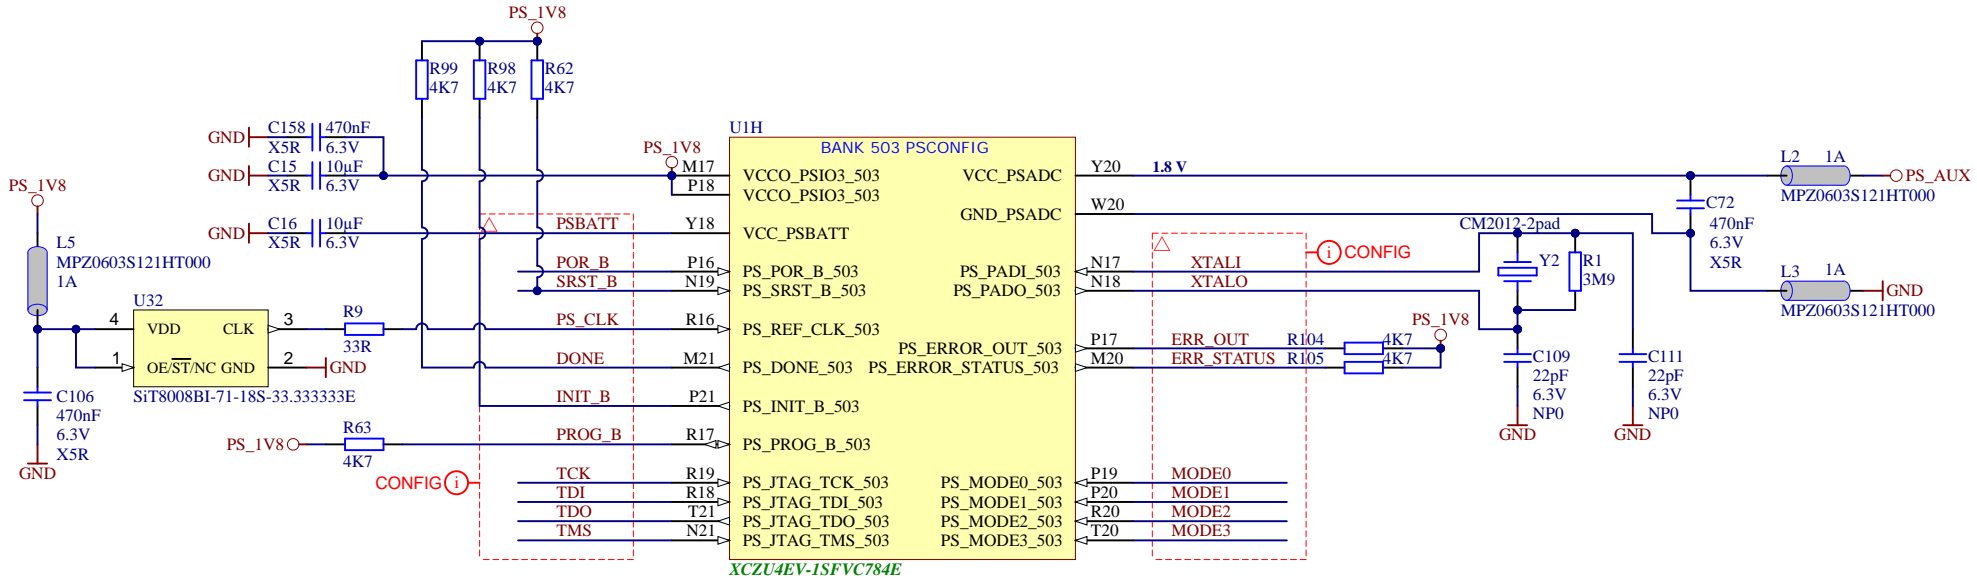 PS_1V8
R99
4K7
R98
4K7
R62
4K7
GND
C158
470nF
X5R
6.3V
GND
C15
10µF
X5R
6.3V
GND
C16
10µF
X5R
6.3V
PS_1V8
L5
MPZ0603S121HT000
1A
U32
4
VDD
CLK
3
1
OE/ST/NC
GND
2
GND
SiT8008BI-71-18S-33.333333E
C106
470nF
6.3V
X5R
GND
R9
33R
PS_1V8
R63
4K7
CONFIG
i
PSBATT
POR_B
SRST_B
PS_CLK
DONE
INIT_B
PROG_B
TCK
TDI
TDO
TMS
PS_1V8
U1H
BANK 503 PSCONFIG
M17
VCCO_PSIO3_503
P18
VCCO_PSIO3_503
Y18
VCC_PSBATT
P16
PS_POR_B_503
N19
PS_SRST_B_503
R16
PS_REF_CLK_503
M21
PS_DONE_503
P21
PS_INIT_B_503
R17
PS_PROG_B_503
R19
PS_JTAG_TCK_503
R18
PS_JTAG_TDI_503
T21
PS_JTAG_TDO_503
N21
PS_JTAG_TMS_503
XCZU4EV-1SFVC784E
VCC_PSADC
Y20
1.8 V
GND_PSADC
W20
PS_PADI_503
N17
XTALI
PS_PADO_503
N18
XTALO
PS_ERROR_OUT_503
P17
ERR_OUT
R104
4K7
PS_ERROR_STATUS_503
M20
ERR_STATUS
R105
4K7
PS_1V8
PS_MODE0_503
P19
MODE0
PS_MODE1_503
P20
MODE1
PS_MODE2_503
R20
MODE2
PS_MODE3_503
T20
MODE3
i
CONFIG
CM2012-2pad
Y2
R1
3M9
C109
22pF
6.3V
NP0
GND
C111
22pF
6.3V
NP0
GND
C72
470nF
6.3V
X5R
L2
1A
MPZ0603S121HT000
PS_AUX
L3
1A
MPZ0603S121HT000
GND